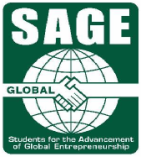 SAGE
GLOBAL
Students for the Advancement
of Global Entrepreneurship